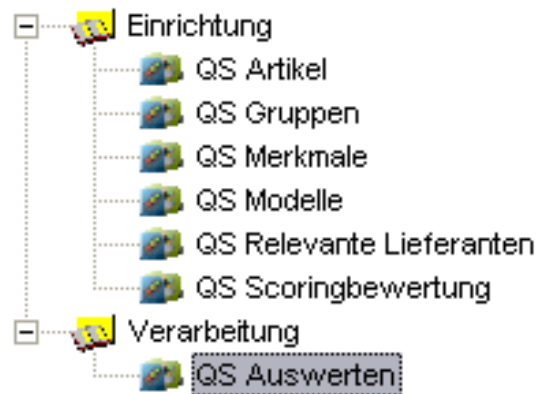 Einrichtung
QS Artikel
QS Gruppen
QS Merkmale
QS Modelle
QS Relevante Lieferanten
QS Scoringbewertung
Verarbeitung
QS Auswerten